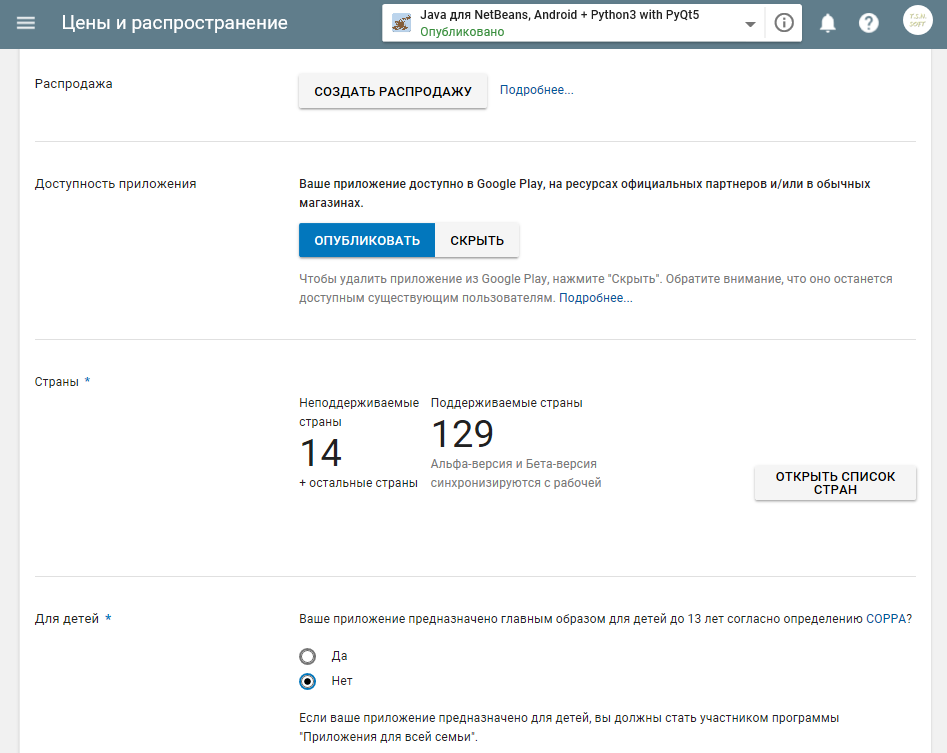 Цены и распространение
Java для NetBeans, Android + Python3 with PyQt5
Опубликовано
T.S.N.
SOFT
Распродажа
СОЗДАТЬ РАСПРОДАЖУ
Подробнее...
Доступность приложения
Ваше приложение доступно в Google Play, на ресурсах официальных партнеров и/или в обычных
магазинах.
ОПУБЛИКОВАТЬ
СКРЫТЬ
Чтобы удалить приложение из Google Play, нажмите "Скрыть". Обратите внимание, что оно останется
доступным существующим пользователям. Подробнее...
Страны *
Неподдерживаемые
страны
14
+ остальные страны
Поддерживаемые страны
129
Альфа-версия и Бета-версия
синхронизируются с рабочей
ОТКРЫТЬ СПИСОК
СТРАН
Для детей *
Ваше приложение предназначено главным образом для детей до 13 лет согласно определению COPPA?
Да
Нет
Если ваше приложение предназначено для детей, вы должны стать участником программы
"Приложения для всей семьи".